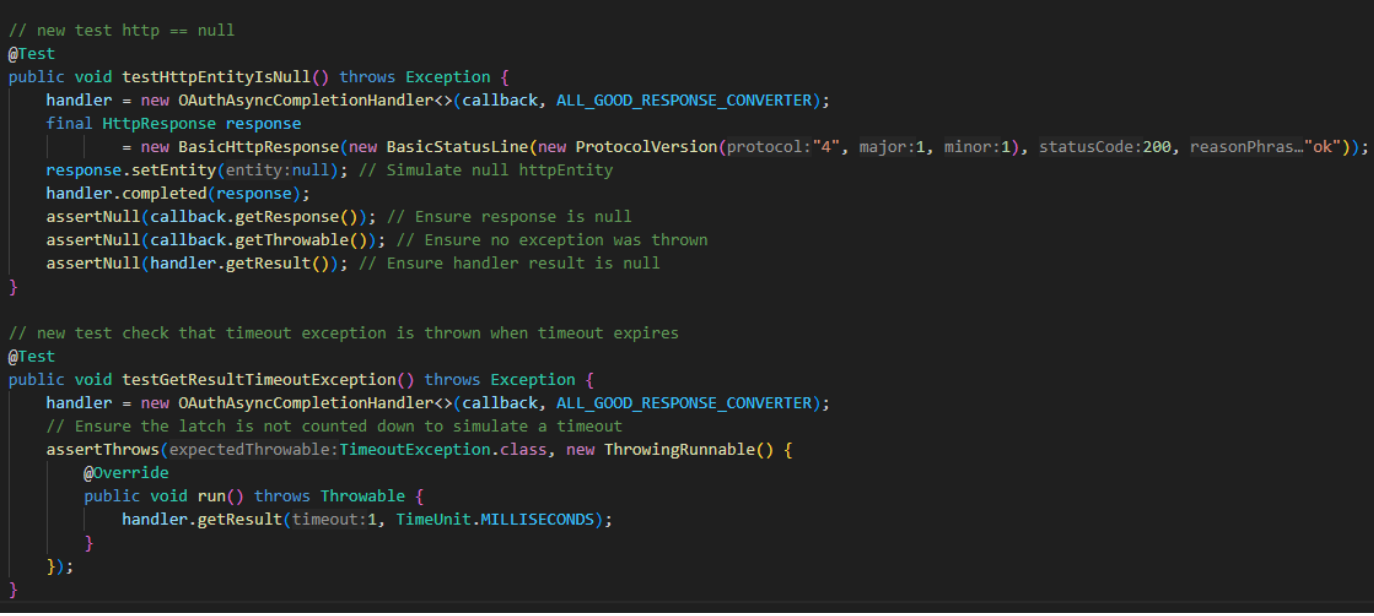 // new test http == null
@Test
public void testHttpEntityIsNull() throws Exception {
handler = new OAuthAsyncCompletionHandler<>(callback, ALL_GOOD_RESPONSE_CONVERTER);
final HttpResponse response
= new BasicHttpResponse(new BasicStatusLine(new ProtocolVersion(protocol:"4", major:1, minor:1), statusCode:200, reasonPhras…"ok"));
response.setEntity(entity:null); // Simulate null httpEntity
handler.completed(response);
assertNull(callback.getResponse()); // Ensure response is null
assertNull(callback.getThrowable()); // Ensure no exception was thrown
assertNull(handler.getResult()); // Ensure handler result is null
}
// new test check that timeout exception is thrown when timeout expires
@Test
public void testGetResultTimeoutException() throws Exception {
handler = new OAuthAsyncCompletionHandler<>(callback, ALL_GOOD_RESPONSE_CONVERTER);
// Ensure the latch is not counted down to simulate a timeout
assertThrows(expectedThrowable:TimeoutException.class, new ThrowingRunnable() {
@Override
public void run() throws Throwable {
handler.getResult(timeout:1, TimeUnit.MILLISECONDS);
}
});
}